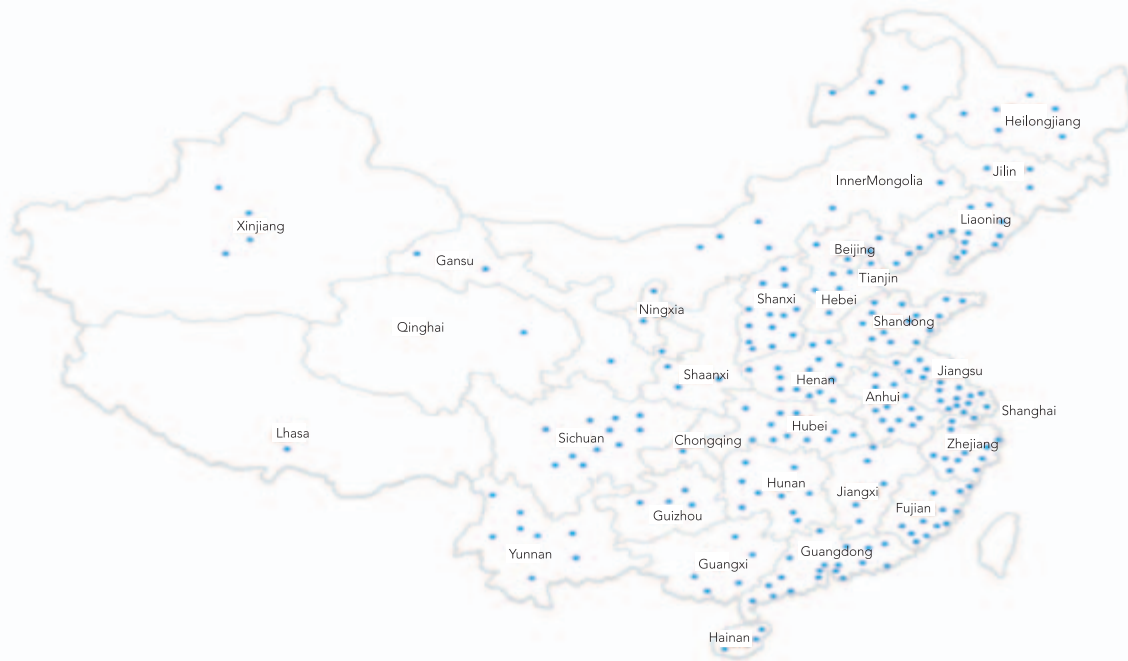 Heilongjiang
Jilin
InnerMongolia
Liaoning
Xinjiang
Beijing
Gansu
Tianjin
Shanxi
Hebei
Ningxia
Shandong
Qinghai
Jiangsu
Shaanxi
Henan
Anhui
Shanghai
Lhasa
Sichuan
Chongqing
Hubei
Zhejiang
Hunan
Jiangxi
Fujian
Guizhou
Yunnan
Guangxi
Guangdong
Hainan